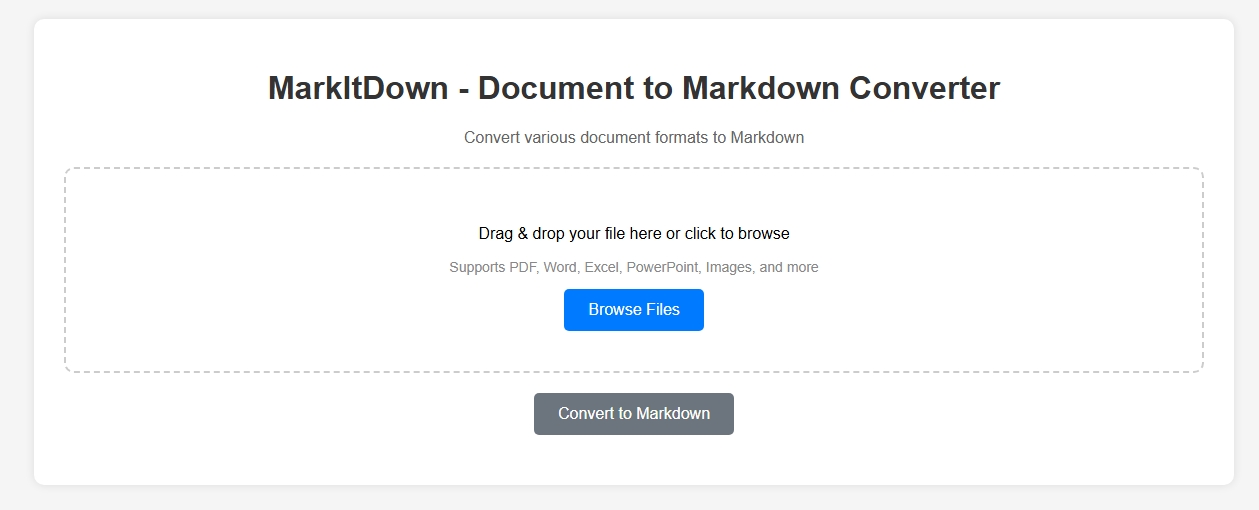 MarkItDown - Document to Markdown Converter
Convert various document formats to Markdown
Drag & drop your file here or click to browse
Supports PDF, Word, Excel, PowerPoint, Images, and more
Browse Files
Convert to Markdown